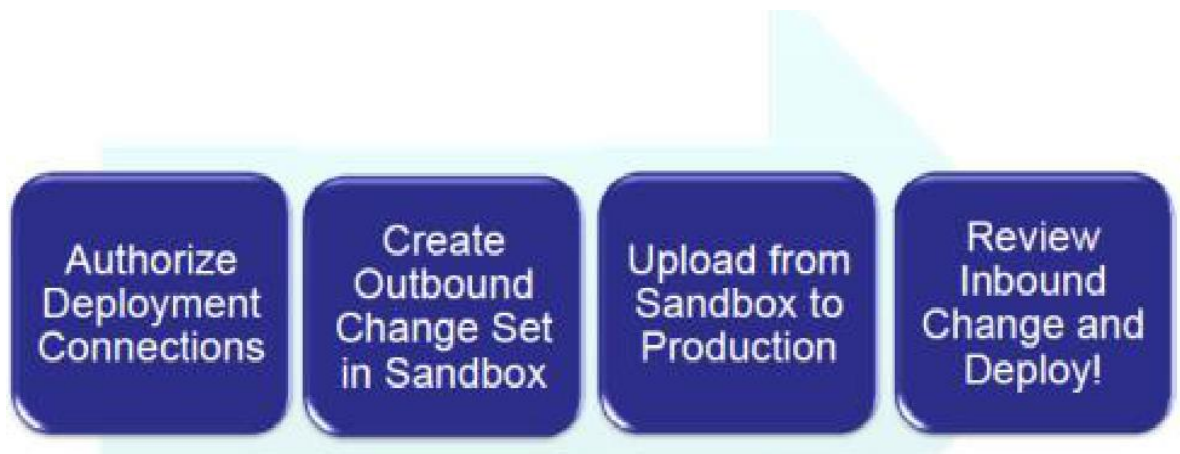 Authorize
Deployment
Connections
Create
Outbound
Change Set
in Sandbox
Upload from
Sandbox to
Production
Review
Inbound
Change and
Deploy!